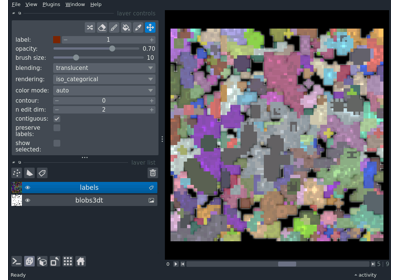 File View Plugins Window Help
layer controls
label: 1
opacity: 0.70
brush size: 10
blending: translucent
rendering: iso_categorical
color mode: auto
contour: 0
n edit dim: 2
contiguous:
preserve
labels:
show
selected:
layer list
labels
blobs3dt
Ready
activity